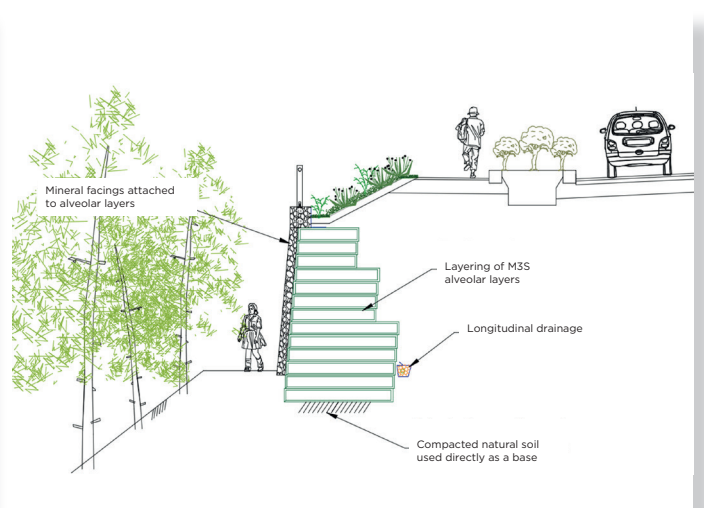 Mineral facings attached
to alveolar layers
Layering of M3S
alveolar layers
Longitudinal drainage
Compacted natural soil
used directly as a base